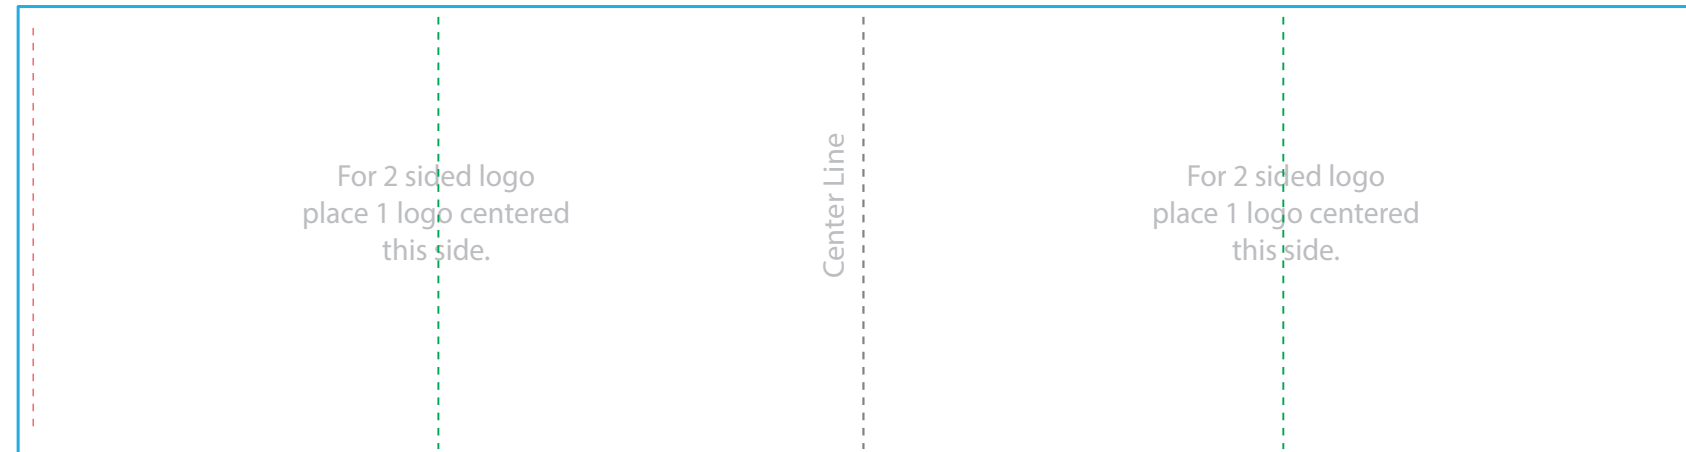 For 2 sided logo
place 1 logo centered
this side.
Center Line
For 2 sided logo
place 1 logo centered
this side.